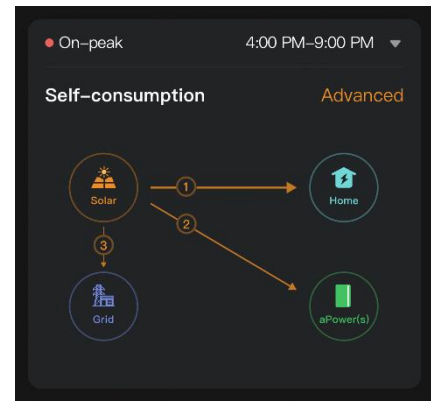 On-peak 4:00 PM-9:00 PM
Self-consumption Advanced
Solar 1 Home
2
3
Grid aPower(s)